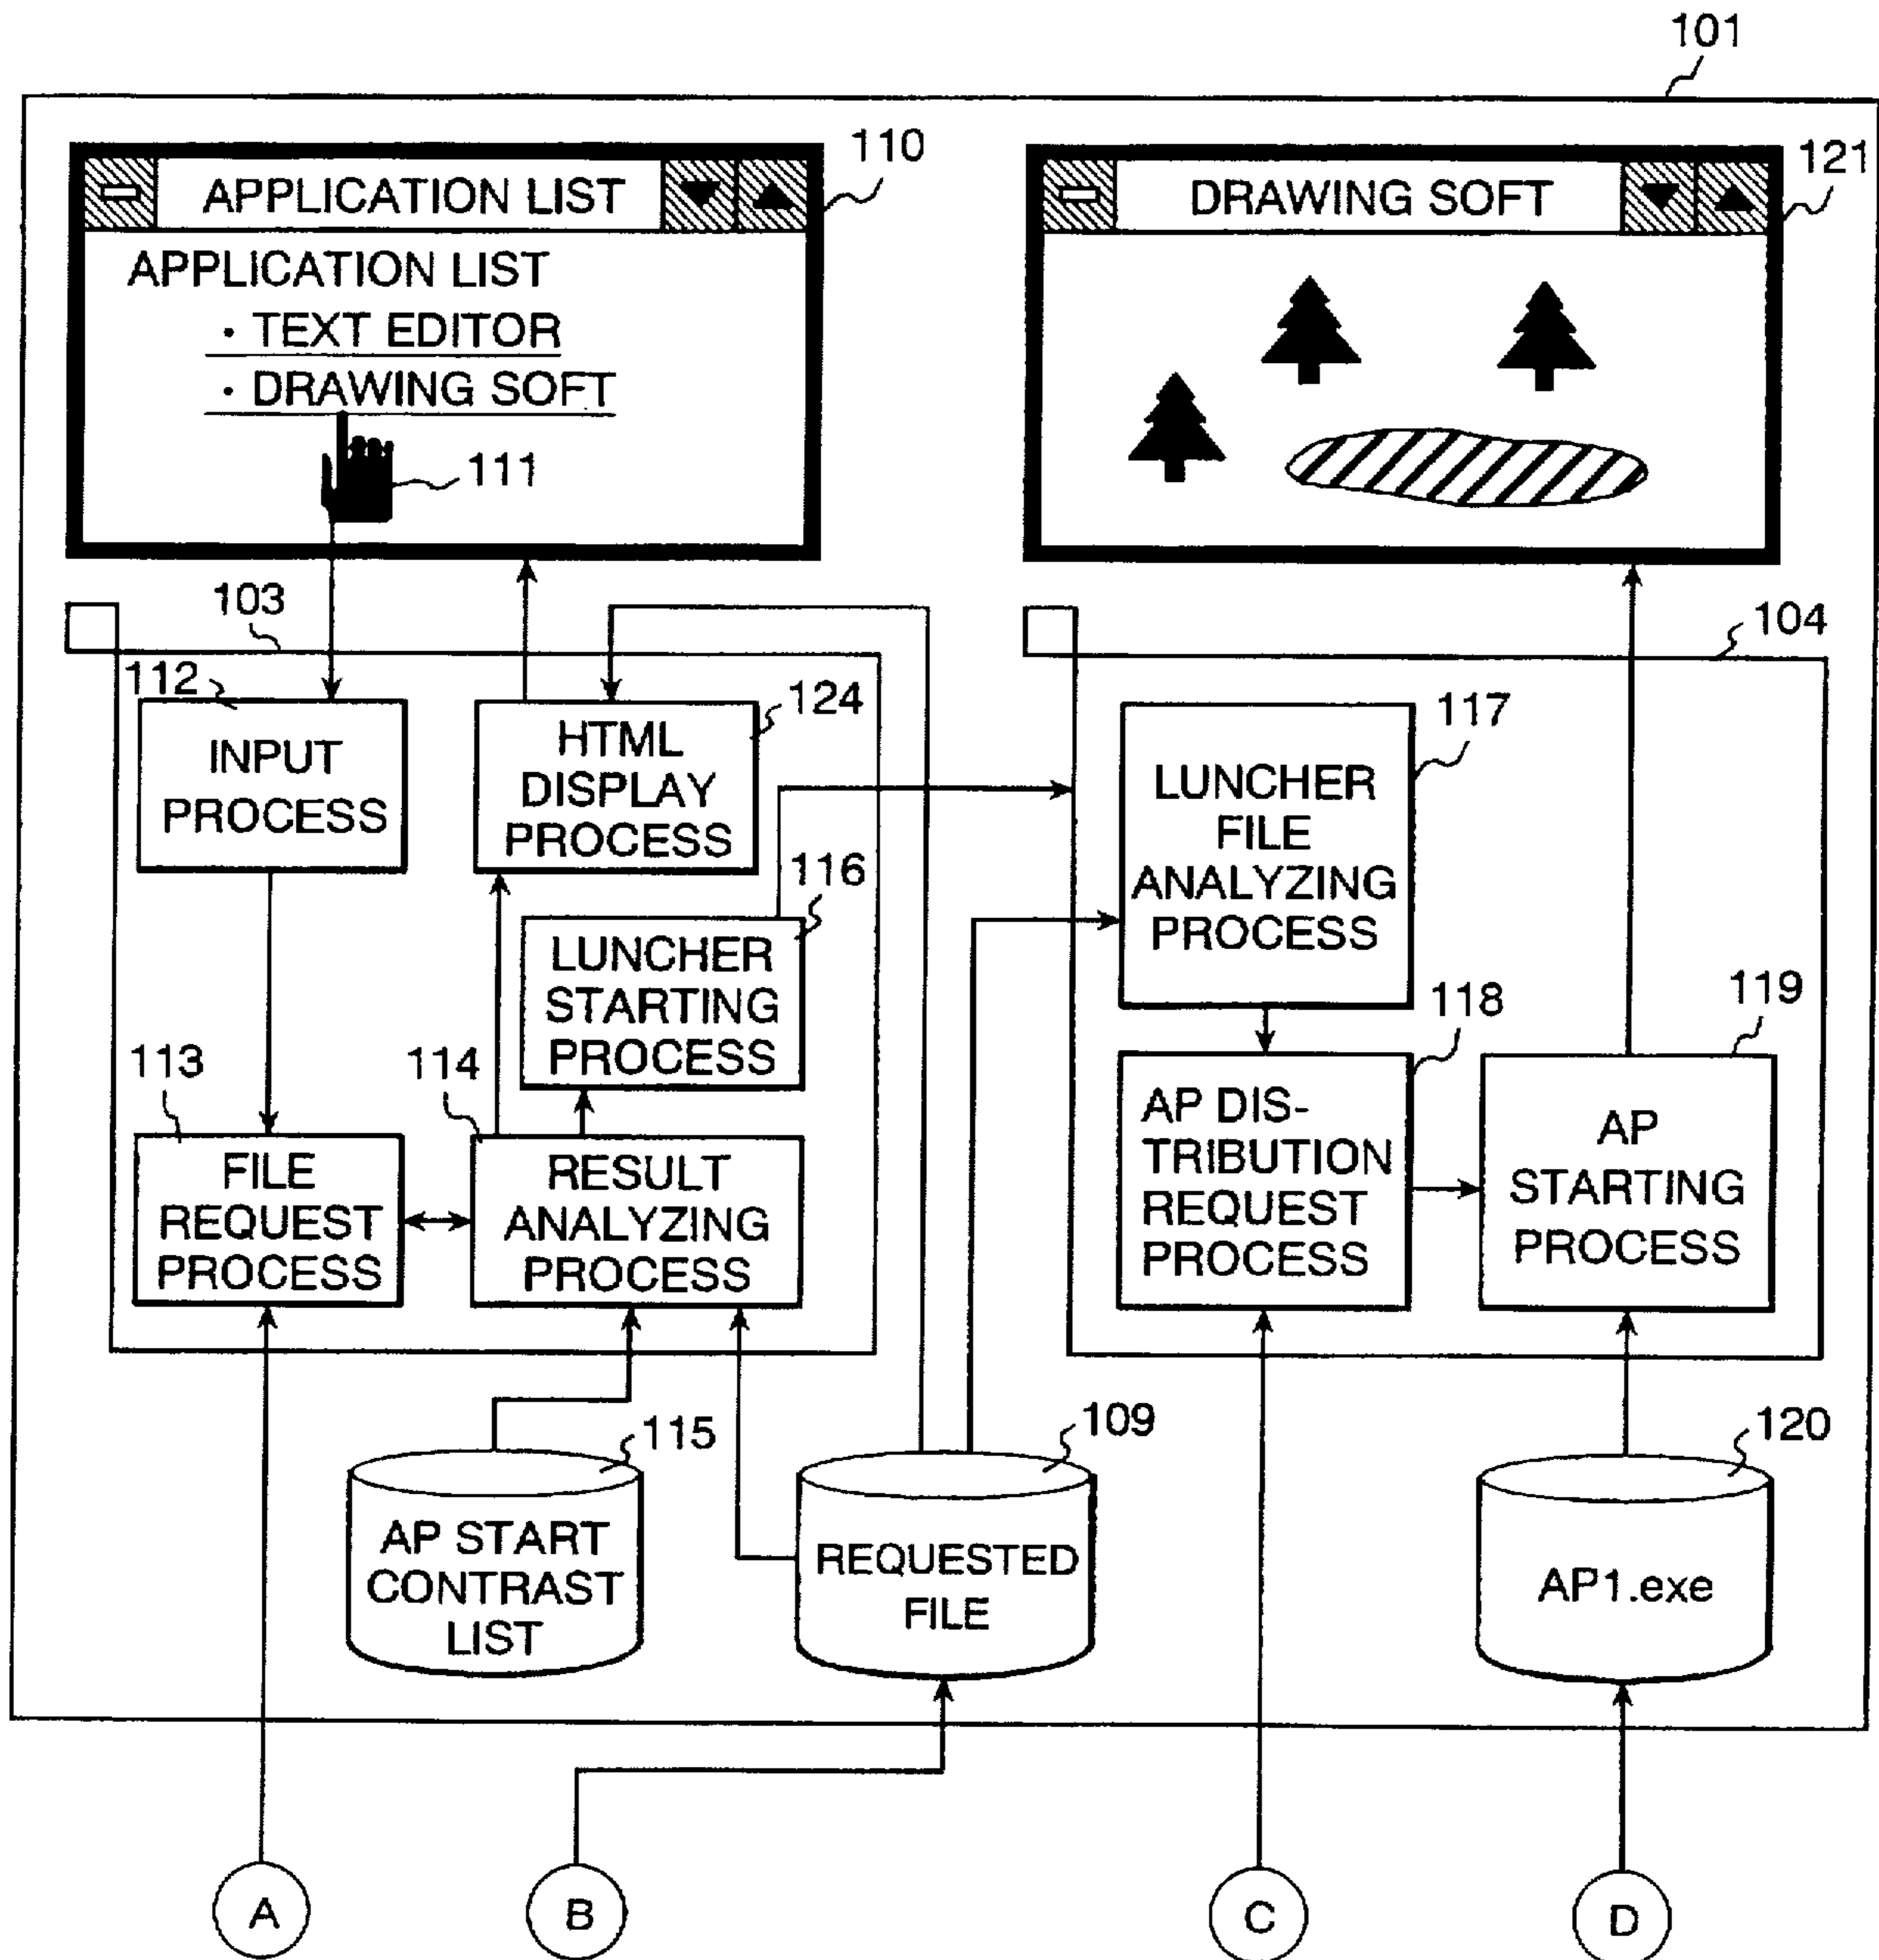 101
110
APPLICATION LIST
APPLICATION LIST
· TEXT EDITOR
· DRAWING SOFT
111
121
DRAWING SOFT
103
104
112
INPUT
PROCESS
124
HTML
DISPLAY
PROCESS
116
LUNCHER
STARTING
PROCESS
113
FILE
REQUEST
PROCESS
114
RESULT
ANALYZING
PROCESS
117
LUNCHER
FILE
ANALYZING
PROCESS
118
AP DIS-
TRIBUTION
REQUEST
PROCESS
119
AP
STARTING
PROCESS
115
AP START
CONTRAST
LIST
109
REQUESTED
FILE
120
AP1.exe
A
B
C
D